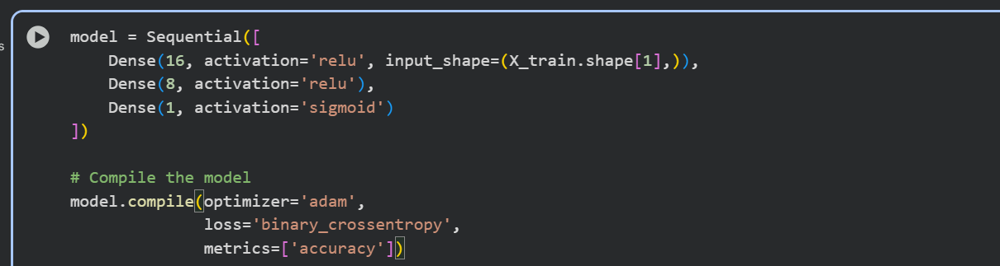 s
model = Sequential([
    Dense(16, activation='relu', input_shape=(X_train.shape[1],)),
    Dense(8, activation='relu'),
    Dense(1, activation='sigmoid')
])

# Compile the model
model.compile(optimizer='adam',
              loss='binary_crossentropy',
              metrics=['accuracy'])